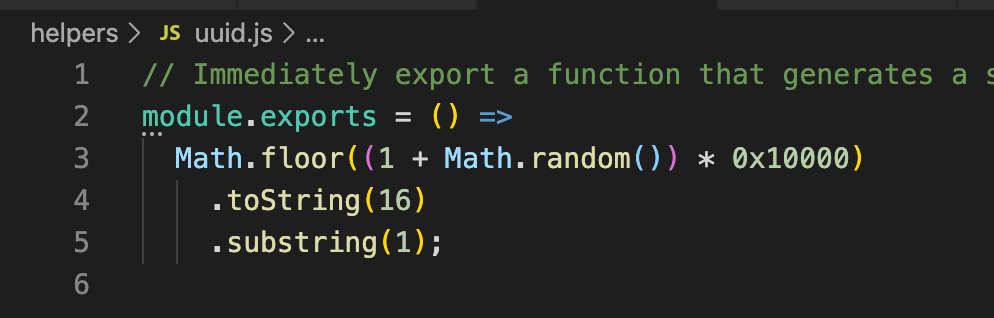 helpers > JS uuid.js > ...
1 // Immediately export a function that generates a
2 module.exports = () =>
3 Math.floor((1 + Math.random()) * 0x10000)
4 .toString(16)
5 .substring(1);
6